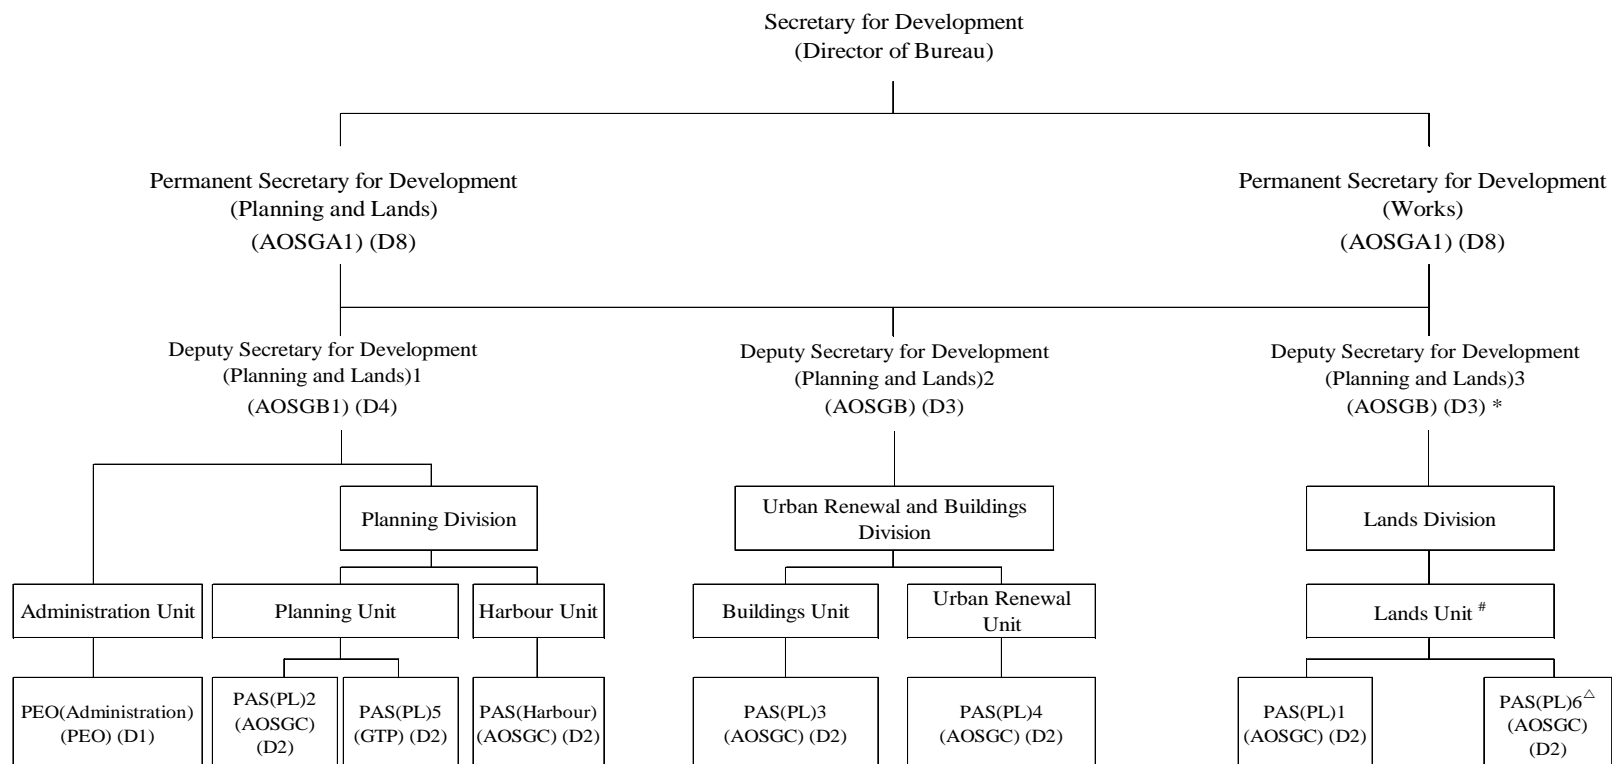 Secretary for Development
(Director of Bureau)
Permanent Secretary for Development
(Planning and Lands)
(AOSGA1) (D8)
Permanent Secretary for Development
(Works)
(AOSGA1) (D8)
Deputy Secretary for Development
(Planning and Lands)1
(AOSGB1) (D4)
Deputy Secretary for Development
(Planning and Lands)2
(AOSGB) (D3)
Deputy Secretary for Development
(Planning and Lands)3
(AOSGB) (D3) *
Planning Division
Urban Renewal and Buildings
Division
Lands Division
Administration Unit
Planning Unit
Harbour Unit
Buildings Unit
Urban Renewal
Unit
Lands Unit #
PEO(Administration)
(PEO) (D1)
PAS(PL)2
(AOSGC)
(D2)
PAS(PL)5
(GTP) (D2)
PAS(Harbour)
(AOSGC) (D2)
PAS(PL)3
(AOSGC) (D2)
PAS(PL)4
(AOSGC) (D2)
PAS(PL)1
(AOSGC) (D2)
PAS(PL)6△
(AOSGC)
(D2)